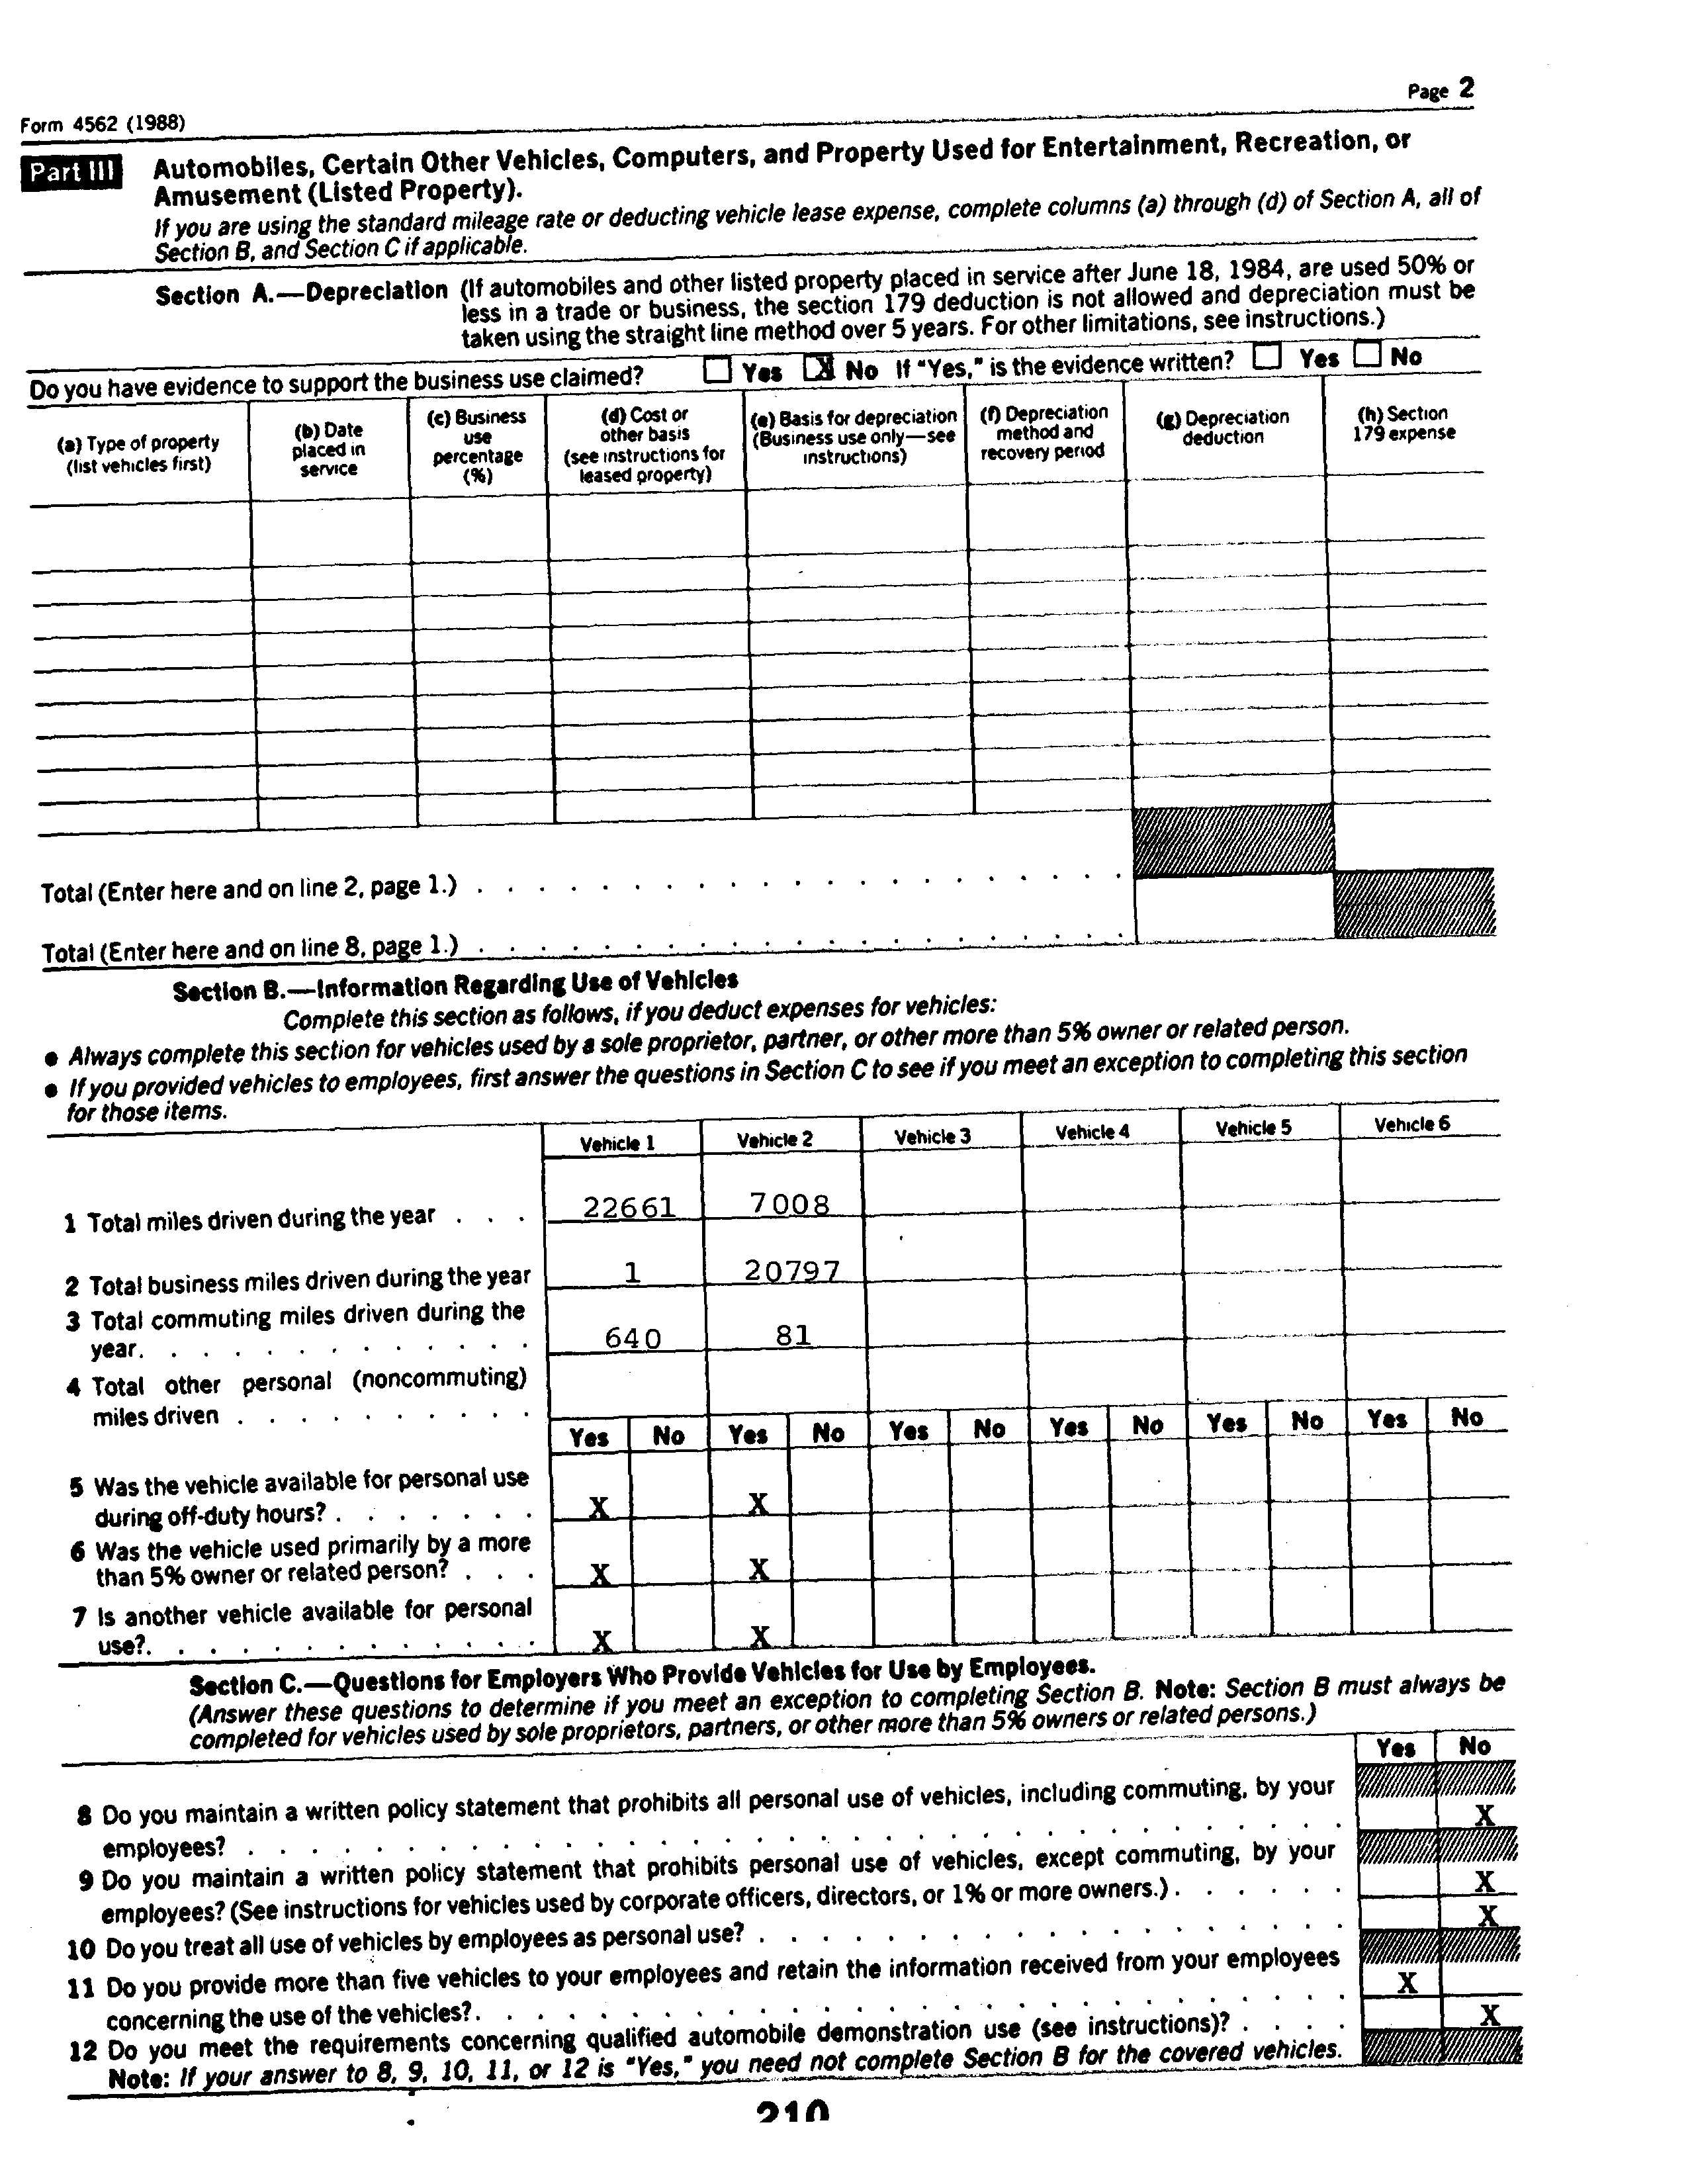 Page 2
Form 4562 (1988)
Part III Automobiles, Certain Other Vehicles, Computers, and Property Used for Entertainment, Recreation, or
Amusement (Listed Property).
If you are using the standard mileage rate or deducting vehicle lease expense, complete columns (a) through (d) of Section A, all of
Section B, and Section C if applicable.
Section A.—Depreciation (If automobiles and other listed property placed in service after June 18, 1984, are used 50% or
less in a trade or business, the section 179 deduction is not allowed and depreciation must be
taken using the straight line method over 5 years. For other limitations, see instructions.)
Do you have evidence to support the business use claimed? Yes X No If "Yes," is the evidence written? Yes No
(a) Type of property
(list vehicles first)
(b) Date
placed in
service
(c) Business
use
percentage
(%)
(d) Cost or
other basis
(see instructions for
leased property)
(e) Basis for depreciation
(Business use only—see
instructions)
(f) Depreciation
method and
recovery period
(g) Depreciation
deduction
(h) Section
179 expense
Total (Enter here and on line 2, page 1.) . . . . . . . . . . . . . . . . . . . . .
Total (Enter here and on line 8, page 1.) . . . . . . . . . . . . . . . . . . . . .
Section B.—Information Regarding Use of Vehicles
Complete this section as follows, if you deduct expenses for vehicles:
● Always complete this section for vehicles used by a sole proprietor, partner, or other more than 5% owner or related person.
● If you provided vehicles to employees, first answer the questions in Section C to see if you meet an exception to completing this section
for those items.
Vehicle 1 Vehicle 2 Vehicle 3 Vehicle 4 Vehicle 5 Vehicle 6
1 Total miles driven during the year . . . 22661 7008
2 Total business miles driven during the year 1 20797
3 Total commuting miles driven during the
year. . . . . . . . . . . . . 640 81
4 Total other personal (noncommuting)
miles driven . . . . . . . . . .
Yes No Yes No Yes No Yes No Yes No Yes No
5 Was the vehicle available for personal use
during off-duty hours? . . . . . . . X X
6 Was the vehicle used primarily by a more
than 5% owner or related person? . . . X X
7 Is another vehicle available for personal
use?. . . . . . . . . . . . . X X
Section C.—Questions for Employers Who Provide Vehicles for Use by Employees.
(Answer these questions to determine if you meet an exception to completing Section B. Note: Section B must always be
completed for vehicles used by sole proprietors, partners, or other more than 5% owners or related persons.)
Yes No
8 Do you maintain a written policy statement that prohibits all personal use of vehicles, including commuting, by your
employees? . . . . . . . . . . . . . . . . . . . . . . . . . . . . . . . . . . . X
9 Do you maintain a written policy statement that prohibits personal use of vehicles, except commuting, by your
employees? (See instructions for vehicles used by corporate officers, directors, or 1% or more owners.) . . . . . . X
10 Do you treat all use of vehicles by employees as personal use? . . . . . . . . . . . . . . . . . . . X
11 Do you provide more than five vehicles to your employees and retain the information received from your employees
concerning the use of the vehicles?. . . . . . . . . . . . . . . . . . . . . . . . . . . . X
12 Do you meet the requirements concerning qualified automobile demonstration use (see instructions)? . . . . X
Note: If your answer to 8, 9, 10, 11, or 12 is "Yes," you need not complete Section B for the covered vehicles.
210